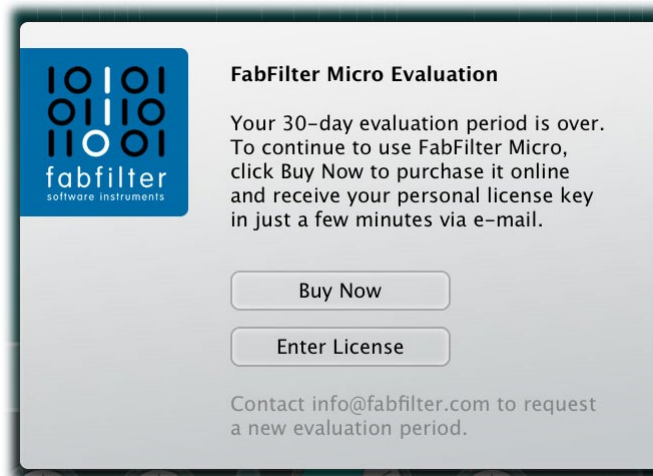 IOIOI
OIIIO
IIOOI
fabfilter
software instruments
FabFilter Micro Evaluation
Your 30-day evaluation period is over.
To continue to use FabFilter Micro,
click Buy Now to purchase it online
and receive your personal license key
in just a few minutes via e-mail.
Buy Now
Enter License
Contact info@fabfilter.com to request
a new evaluation period.